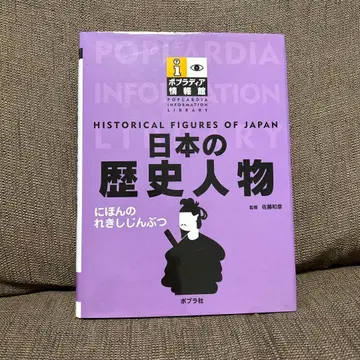 POPLARDIA
INFORMATION
LIBRARY
ポプラディア
情報館
POPLARDIA
INFORMATION
LIBRARY
HISTORICAL FIGURES OF JAPAN
日本の
歴史人物
にほんの
れきしじんぶつ
監修 佐藤和彦
ポプラ社